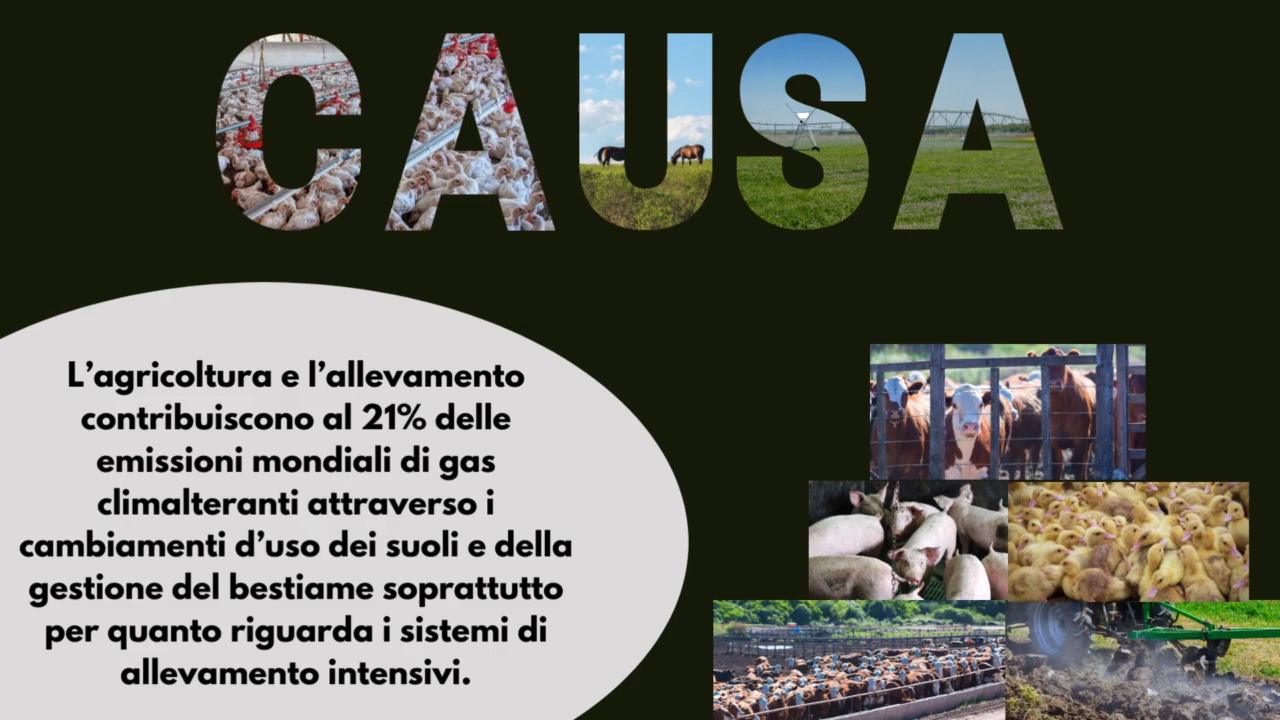 CAUSA
L’agricoltura e l’allevamento
contribuiscono al 21% delle
emissioni mondiali di gas
climalteranti attraverso i
cambiamenti d’uso dei suoli e della
gestione del bestiame soprattutto
per quanto riguarda i sistemi di
allevamento intensivi.